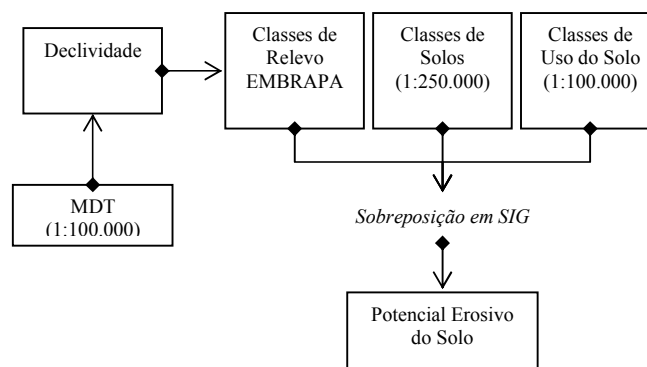 Declividade
Classes de
Relevo
EMBRAPA
Classes de
Solos
(1:250.000)
Classes de
Uso do Solo
(1:100.000)
MDT
(1:100.000)
Sobreposição em SIG
Potencial Erosivo
do Solo